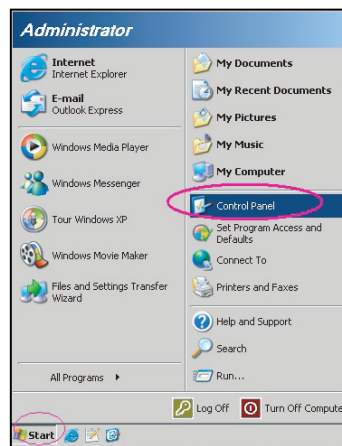 Administrator
Internet
Internet Explorer
E-mail
Outlook Express
Windows Media Player
Windows Messenger
Tour Windows XP
Windows Movie Maker
Files and Settings Transfer
Wizard
All Programs
My Documents
My Recent Documents
My Pictures
My Music
My Computer
Control Panel
Set Program Access and
Defaults
Connect To
Printers and Faxes
Help and Support
Search
Run...
Log Off
Turn Off Compute
Start